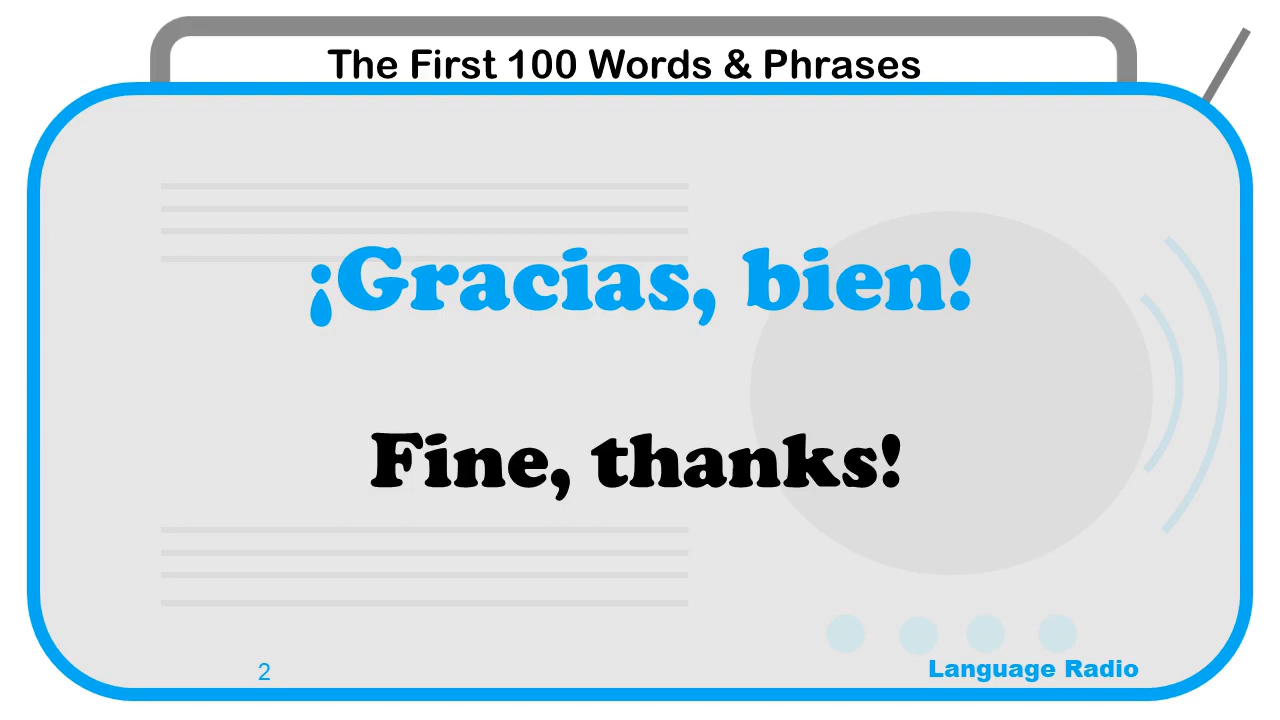 The First 100 Words & Phrases
¡Gracias, bien!
Fine, thanks!
2
Language Radio